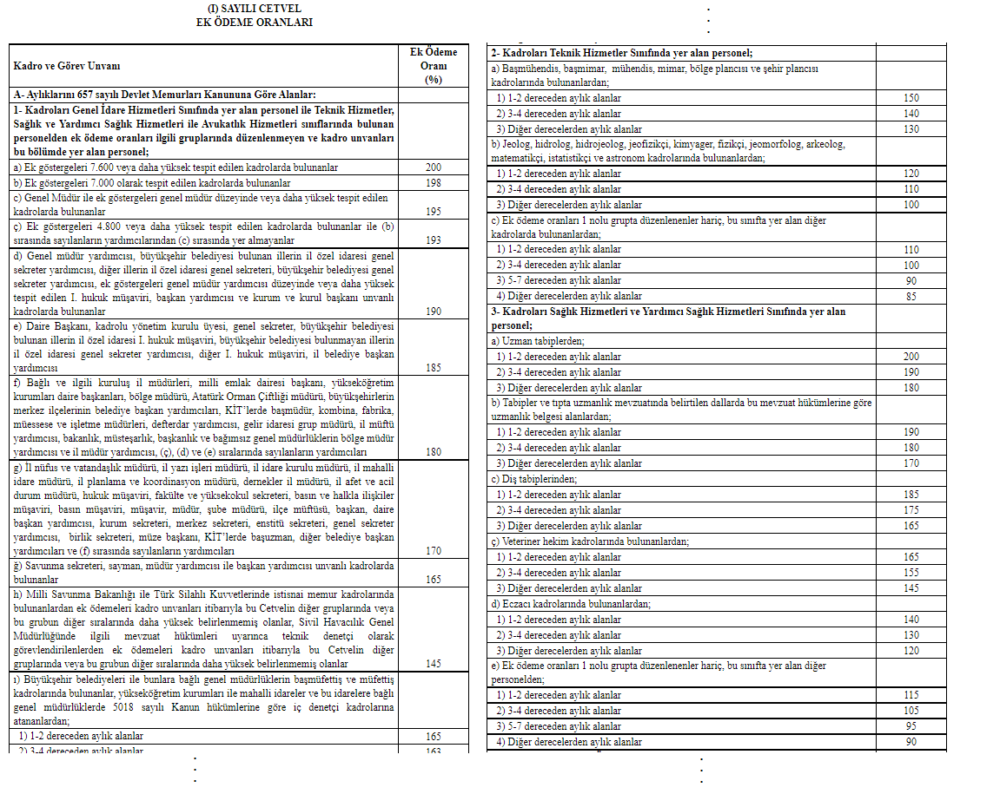 (I) SAYILI CETVEL
EK ÖDEME ORANLARI
Kadro ve Görev Unvanı
Ek Ödeme
Oranı
(%)
A- Aylıklarını 657 sayılı Devlet Memurları Kanununa Göre Alanlar:
1- Kadroları Genel İdare Hizmetleri Sınıfında yer alan personel ile Teknik Hizmetler,
Sağlık ve Yardımcı Sağlık Hizmetleri ile Avukatlık Hizmetleri sınıflarında bulunan
personelden ek ödeme oranları ilgili gruplarında düzenlenmeyen ve kadro unvanları
bu bölümde yer alan personel;
a) Ek göstergeleri 7.600 veya daha yüksek tespit edilen kadrolarda bulunanlar 200
b) Ek göstergeleri 7.000 olarak tespit edilen kadrolarda bulunanlar 198
c) Genel Müdür ile ek göstergeleri genel müdür düzeyinde veya daha yüksek tespit edilen
kadrolarda bulunanlar 195
ç) Ek göstergeleri 4.800 veya daha yüksek tespit edilen kadrolarda bulunanlar ile (b)
sırasında sayılanların yardımcılarından (c) sırasında yer almayanlar 193
d) Genel müdür yardımcısı, büyükşehir belediyesi bulunan illerin il özel idaresi genel
sekreter yardımcısı, diğer illerin il özel idaresi genel sekreteri, büyükşehir belediyesi genel
sekreter yardımcısı, ek göstergeleri genel müdür yardımcısı düzeyinde veya daha yüksek
tespit edilen I. hukuk müşaviri, başkan yardımcısı ve kurum ve kurul başkanı unvanlı
kadrolarda bulunanlar 190
e) Daire Başkanı, kadrolu yönetim kurulu üyesi, genel sekreter, büyükşehir belediyesi
bulunan illerin il özel idaresi I. hukuk müşaviri, büyükşehir belediyesi bulunmayan illerin
il özel idaresi genel sekreter yardımcısı, diğer I. hukuk müşaviri, il belediye başkan
yardımcısı 185
f) Bağlı ve ilgili kuruluş il müdürleri, milli emlak dairesi başkanı, yükseköğretim
kurumları daire başkanları, bölge müdürü, Atatürk Orman Çiftliği müdürü, büyükşehirlerin
merkez ilçelerinin belediye başkan yardımcıları, KİT’lerde başmüdür, kombina, fabrika,
müessese ve işletme müdürleri, defterdar yardımcısı, gelir idaresi grup müdürü, il müftü
yardımcısı, bakanlık, müsteşarlık, başkanlık ve bağımsız genel müdürlüklerin bölge müdür
yardımcısı ve il müdür yardımcısı, (ç), (d) ve (e) sıralarında sayılanların yardımcıları 180
g) İl nüfus ve vatandaşlık müdürü, il yazı işleri müdürü, il idare kurulu müdürü, il mahalli
idare müdürü, il planlama ve koordinasyon müdürü, dernekler il müdürü, il afet ve acil
durum müdürü, hukuk müşaviri, fakülte ve yüksekokul sekreteri, basın ve halkla ilişkiler
müşaviri, basın müşaviri, müşavir, müdür, şube müdürü, ilçe müftüsü, başkan, daire
başkan yardımcısı, kurum sekreteri, merkez sekreteri, enstitü sekreteri, genel sekreter
yardımcısı, birlik sekreteri, müze başkanı, KİT’lerde başuzman, diğer belediye başkan
yardımcıları ve (f) sırasında sayılanların yardımcıları 170
ğ) Savunma sekreteri, sayman, müdür yardımcısı ile başkan yardımcısı unvanlı kadrolarda
bulunanlar 165
h) Milli Savunma Bakanlığı ile Türk Silahlı Kuvvetlerinde istisnai memur kadrolarında
bulunanlardan ek ödemeleri kadro unvanları itibarıyla bu Cetvelin diğer gruplarında veya
bu grubun diğer sıralarında daha yüksek belirlenmemiş olanlar, Sivil Havacılık Genel
Müdürlüğünde ilgili mevzuat hükümleri uyarınca teknik denetçi olarak
görevlendirilenlerden ek ödemeleri kadro unvanları itibarıyla bu Cetvelin diğer
gruplarında veya bu grubun diğer sıralarında daha yüksek belirlenmemiş olanlar 145
ı) Büyükşehir belediyeleri ile bunlara bağlı genel müdürlüklerin başmüfettiş ve müfettiş
kadrolarında bulunanlar, yükseköğretim kurumları ile mahalli idareler ve bu idarelere bağlı
genel müdürlüklerde 5018 sayılı Kanun hükümlerine göre iç denetçi kadrolarına
atananlardan;
1) 1-2 dereceden aylık alanlar 165
2) 3-4 dereceden aylık alanlar 163
2- Kadroları Teknik Hizmetler Sınıfında yer alan personel;
a) Başmühendis, başmimar, mühendis, mimar, bölge plancısı ve şehir plancısı
kadrolarında bulunanlardan;
1) 1-2 dereceden aylık alanlar 150
2) 3-4 dereceden aylık alanlar 140
3) Diğer derecelerden aylık alanlar 130
b) Jeolog, hidrolog, hidrojeolog, jeofizikçi, kimyager, fizikçi, jeomorfolog, arkeolog,
matematikçi, istatistikçi ve astronom kadrolarında bulunanlardan;
1) 1-2 dereceden aylık alanlar 120
2) 3-4 dereceden aylık alanlar 110
3) Diğer derecelerden aylık alanlar 100
c) Ek ödeme oranları 1 nolu grupta düzenlenenler hariç, bu sınıfta yer alan diğer
kadrolarda bulunanlardan;
1) 1-2 dereceden aylık alanlar 110
2) 3-4 dereceden aylık alanlar 100
3) 5-7 dereceden aylık alanlar 90
4) Diğer derecelerden aylık alanlar 85
3- Kadroları Sağlık Hizmetleri ve Yardımcı Sağlık Hizmetleri Sınıfında yer alan
personel;
a) Uzman tabiplerden;
1) 1-2 dereceden aylık alanlar 200
2) 3-4 dereceden aylık alanlar 190
3) Diğer derecelerden aylık alanlar 180
b) Tabipler ve tıpta uzmanlık mevzuatında belirtilen dallarda bu mevzuat hükümlerine göre
uzmanlık belgesi alanlardan;
1) 1-2 dereceden aylık alanlar 190
2) 3-4 dereceden aylık alanlar 180
3) Diğer derecelerden aylık alanlar 170
c) Diş tabiplerinden;
1) 1-2 dereceden aylık alanlar 185
2) 3-4 dereceden aylık alanlar 175
3) Diğer derecelerden aylık alanlar 165
ç) Veteriner hekim kadrolarında bulunanlardan;
1) 1-2 dereceden aylık alanlar 165
2) 3-4 dereceden aylık alanlar 155
3) Diğer derecelerden aylık alanlar 145
d) Eczacı kadrolarında bulunanlardan;
1) 1-2 dereceden aylık alanlar 140
2) 3-4 dereceden aylık alanlar 130
3) Diğer derecelerden aylık alanlar 120
e) Ek ödeme oranları 1 nolu grupta düzenlenenler hariç, bu sınıfta yer alan diğer
personelden;
1) 1-2 dereceden aylık alanlar 115
2) 3-4 dereceden aylık alanlar 105
3) 5-7 dereceden aylık alanlar 95
4) Diğer derecelerden aylık alanlar 90